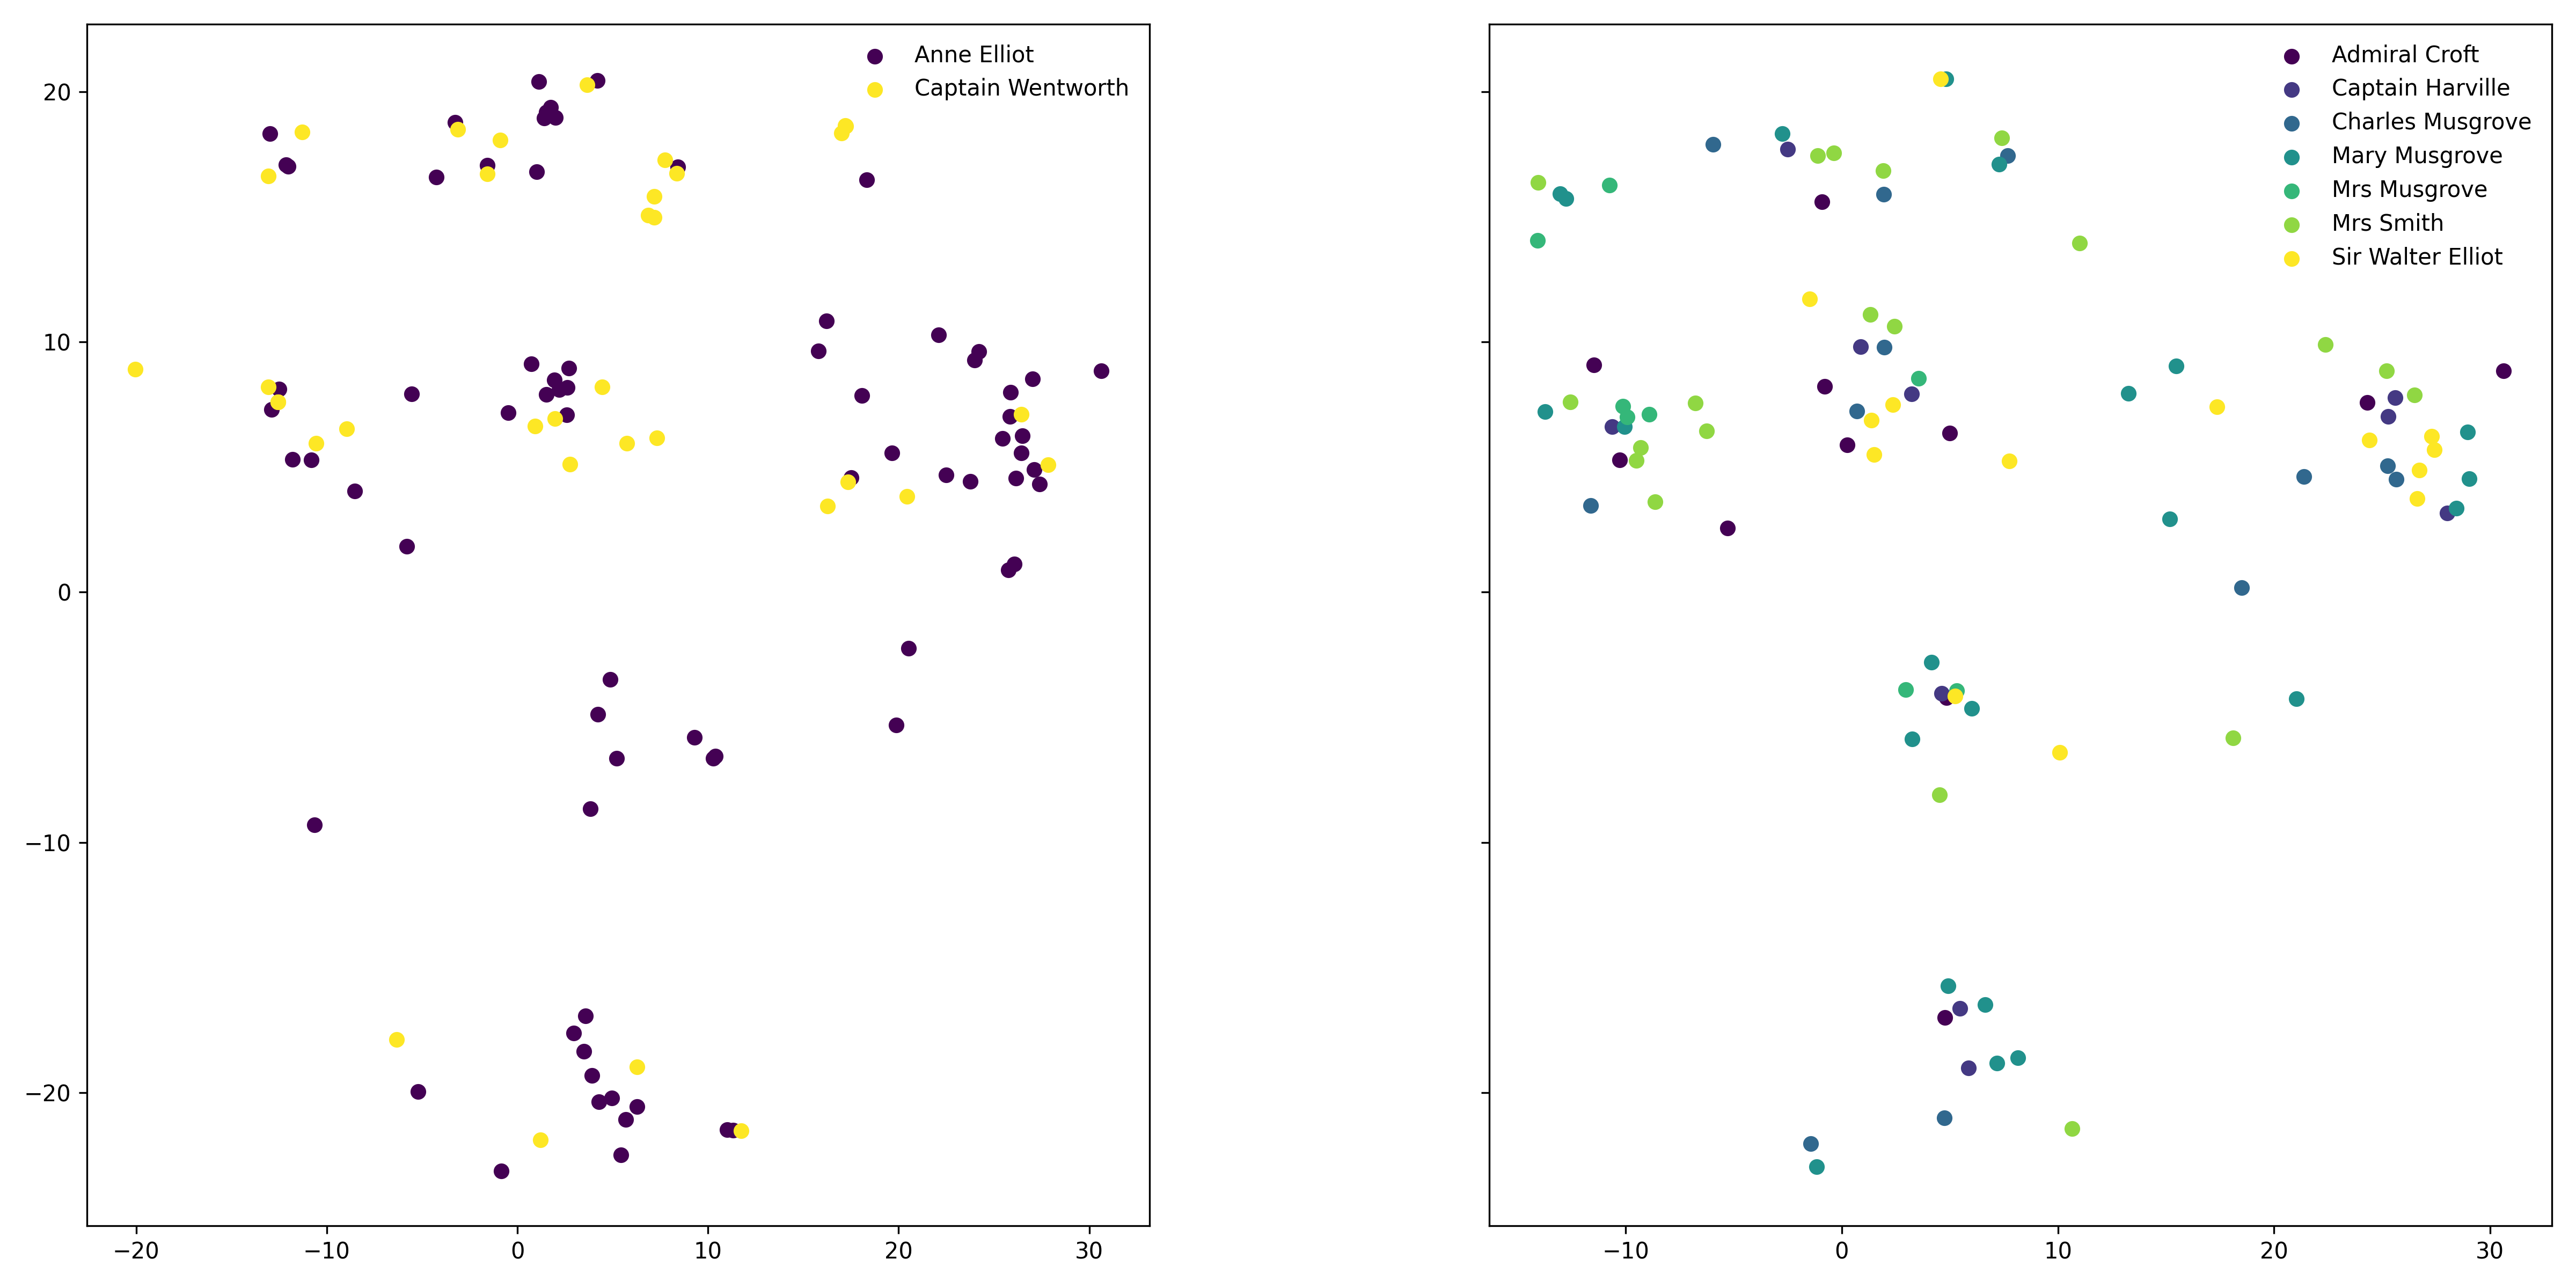 Anne Elliot
Captain Wentworth
20
10
0
−10
−20
−20
−10
0
10
20
30
Admiral Croft
Captain Harville
Charles Musgrove
Mary Musgrove
Mrs Musgrove
Mrs Smith
Sir Walter Elliot
−10
0
10
20
30